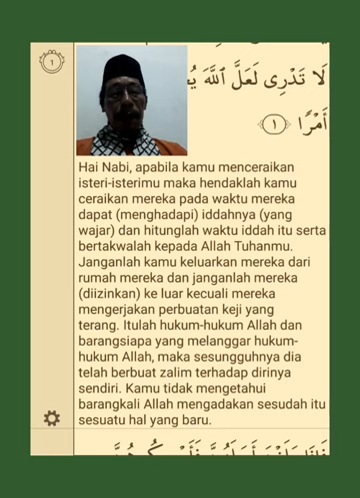 ١
لَا تَدْرِى لَعَلَّ ٱللَّهَ
أَمْرًا ١
Hai Nabi, apabila kamu menceraikan
isteri-isterimu maka hendaklah kamu
ceraikan mereka pada waktu mereka
dapat (menghadapi) iddahnya (yang
wajar) dan hitunglah waktu iddah itu serta
bertakwalah kepada Allah Tuhanmu.
Janganlah kamu keluarkan mereka dari
rumah mereka dan janganlah mereka
(diizinkan) ke luar kecuali mereka
mengerjakan perbuatan keji yang
terang. Itulah hukum-hukum Allah dan
barangsiapa yang melanggar hukum-
hukum Allah, maka sesungguhnya dia
telah berbuat zalim terhadap dirinya
sendiri. Kamu tidak mengetahui
barangkali Allah mengadakan sesudah itu
sesuatu hal yang baru.